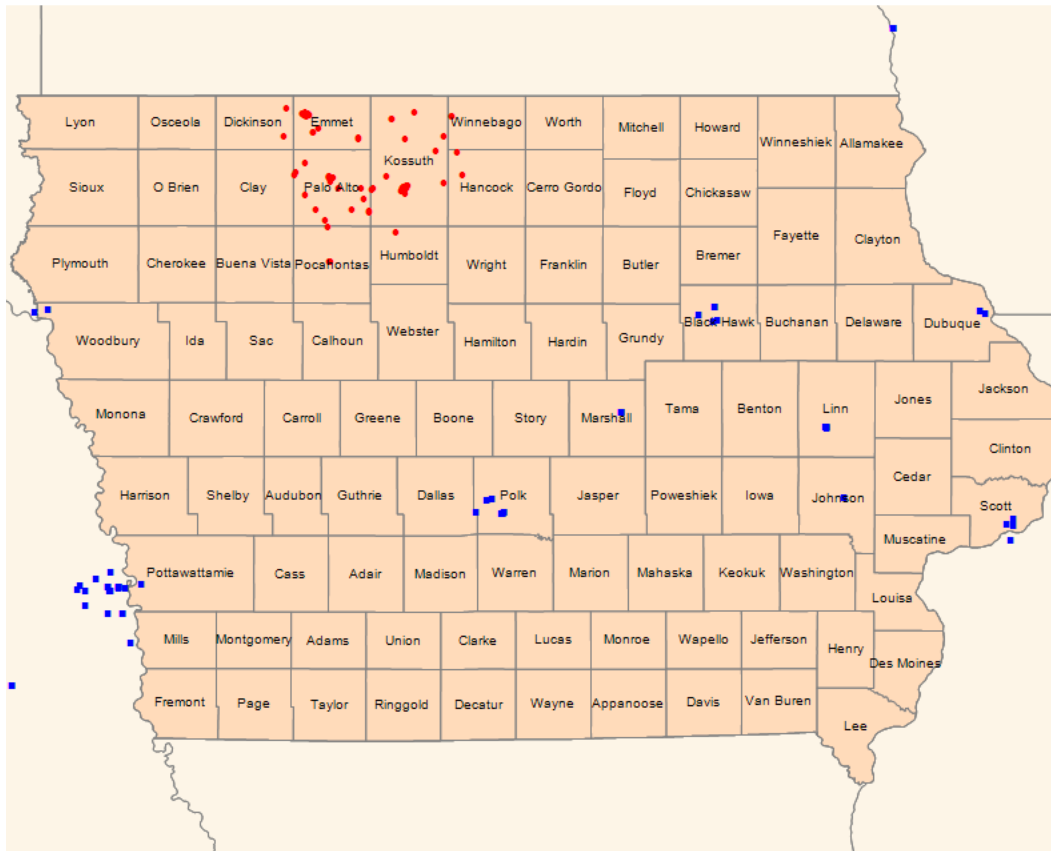 Lyon Osceola Dickinson Emmet Winnebago Worth Mitchell Howard Winneshiek Allamakee
Kossuth
Sioux O Brien Clay Palo Alto Hancock Cerro Gordo Floyd Chickasaw
Fayette Clayton
Plymouth Cherokee Buena Vista Pocahontas Humboldt Wright Franklin Butler Bremer
Woodbury Ida Sac Calhoun Webster Hamilton Hardin Grundy Black Hawk Buchanan Delaware Dubuque
Jackson
Monona Crawford Carroll Greene Boone Story Marshall Tama Benton Linn Jones
Clinton
Cedar
Harrison Shelby Audubon Guthrie Dallas Polk Jasper Poweshiek Iowa Johnson Scott
Muscatine
Pottawattamie Cass Adair Madison Warren Marion Mahaska Keokuk Washington
Louisa
Mills Montgomery Adams Union Clarke Lucas Monroe Wapello Jefferson Henry
Des Moines
Fremont Page Taylor Ringgold Decatur Wayne Appanoose Davis Van Buren
Lee